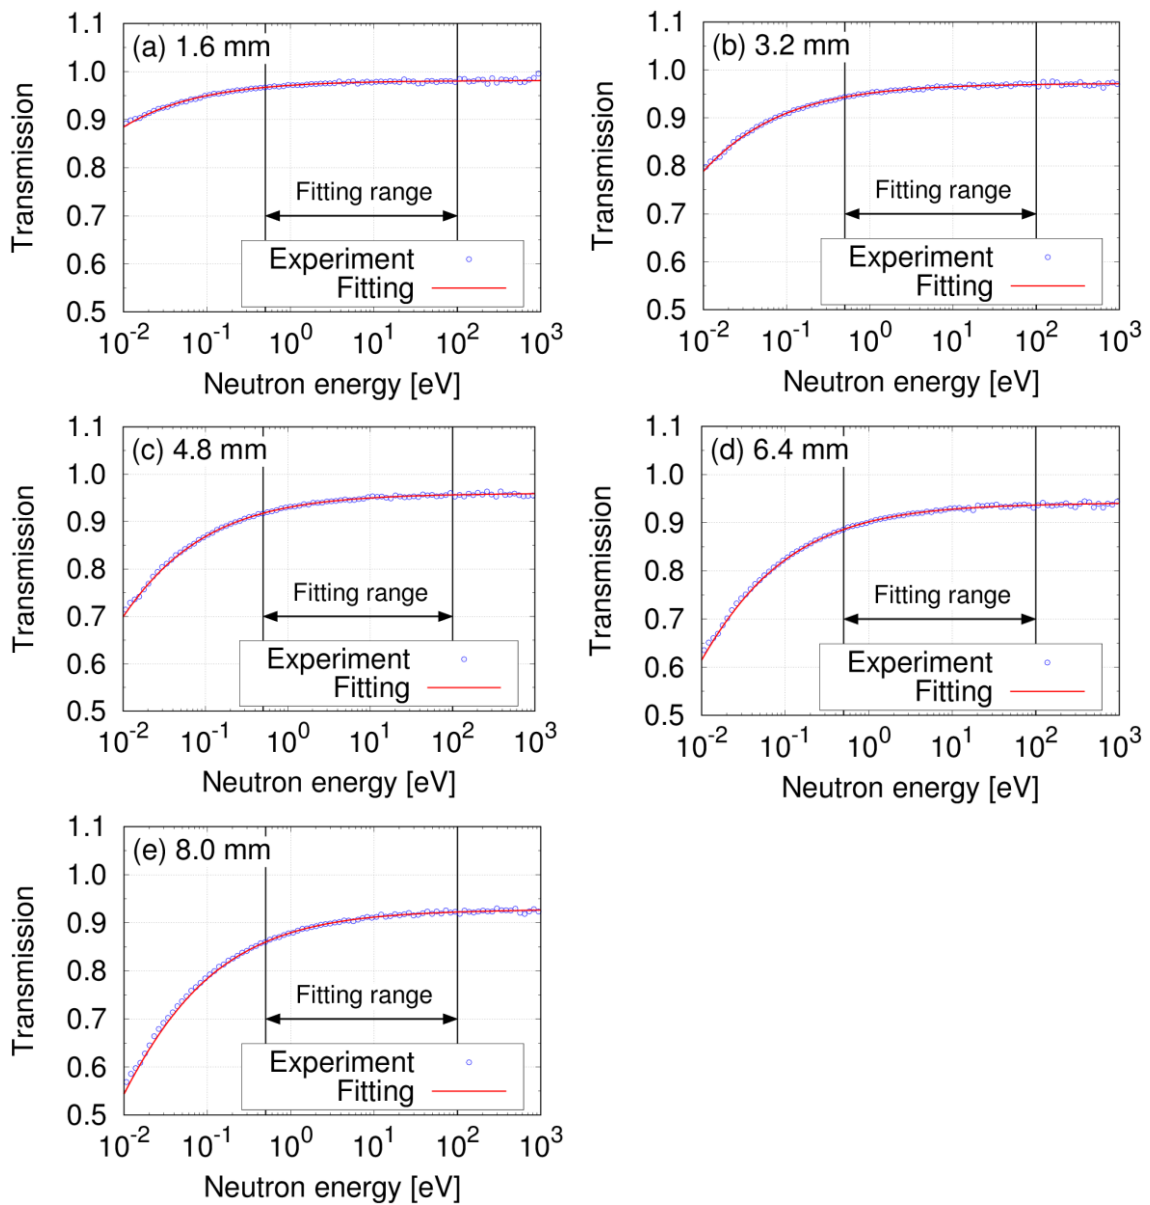 (a) 1.6 mm
Transmission
1.1
1.0
0.9
0.8
0.7
0.6
0.5
Fitting range
Experiment
Fitting
10⁻² 10⁻¹ 10⁰ 10¹ 10² 10³
Neutron energy [eV]
(b) 3.2 mm
Transmission
1.1
1.0
0.9
0.8
0.7
0.6
0.5
Fitting range
Experiment
Fitting
10⁻² 10⁻¹ 10⁰ 10¹ 10² 10³
Neutron energy [eV]
(c) 4.8 mm
Transmission
1.1
1.0
0.9
0.8
0.7
0.6
0.5
Fitting range
Experiment
Fitting
10⁻² 10⁻¹ 10⁰ 10¹ 10² 10³
Neutron energy [eV]
(d) 6.4 mm
Transmission
1.1
1.0
0.9
0.8
0.7
0.6
0.5
Fitting range
Experiment
Fitting
10⁻² 10⁻¹ 10⁰ 10¹ 10² 10³
Neutron energy [eV]
(e) 8.0 mm
Transmission
1.1
1.0
0.9
0.8
0.7
0.6
0.5
Fitting range
Experiment
Fitting
10⁻² 10⁻¹ 10⁰ 10¹ 10² 10³
Neutron energy [eV]